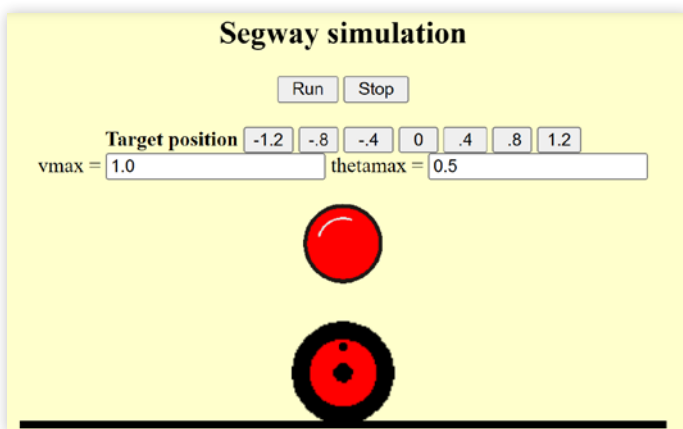 Segway simulation
Run Stop
Target position -1.2 -.8 -.4 0 .4 .8 1.2
vmax = 1.0 thetamax = 0.5